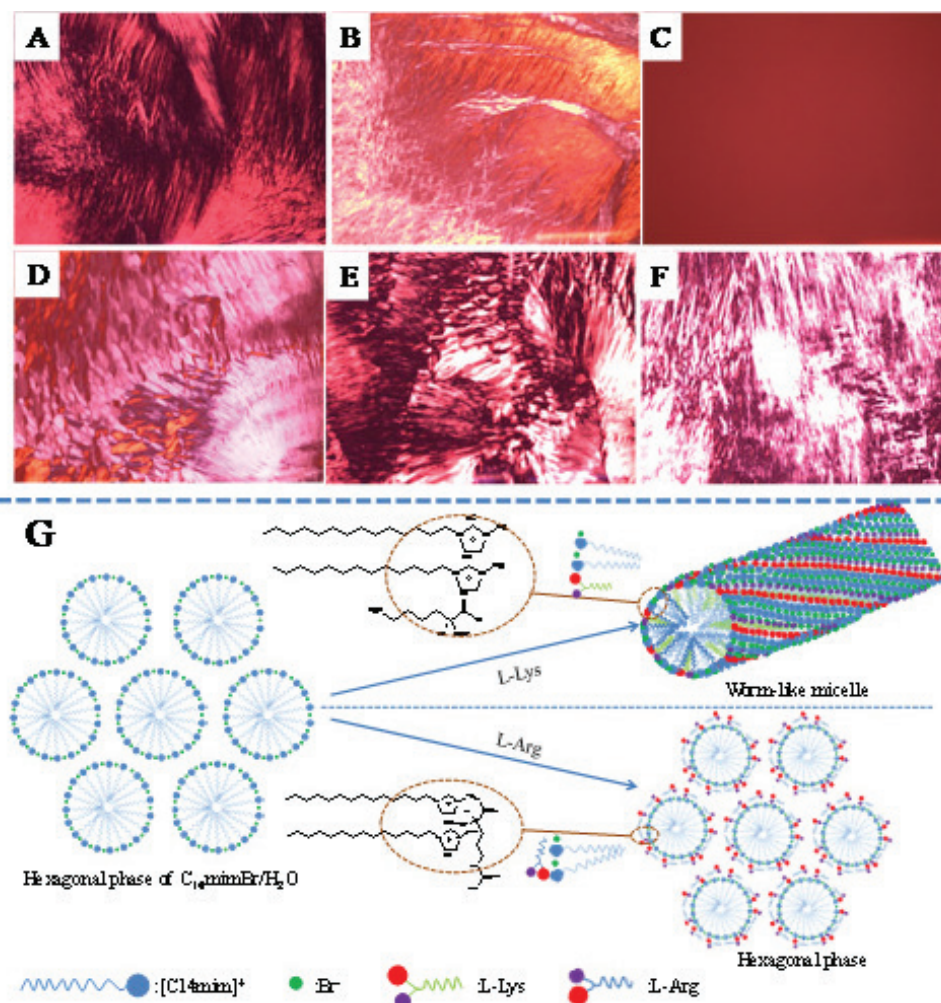 A
B
C
D
E
F
G
L-Lys
Worm-like micelle
L-Arg
Hexagonal phase of C₁₄mimBr/H₂O
Hexagonal phase
:[C14mim]⁺
:Br⁻
:L-Lys
:L-Arg